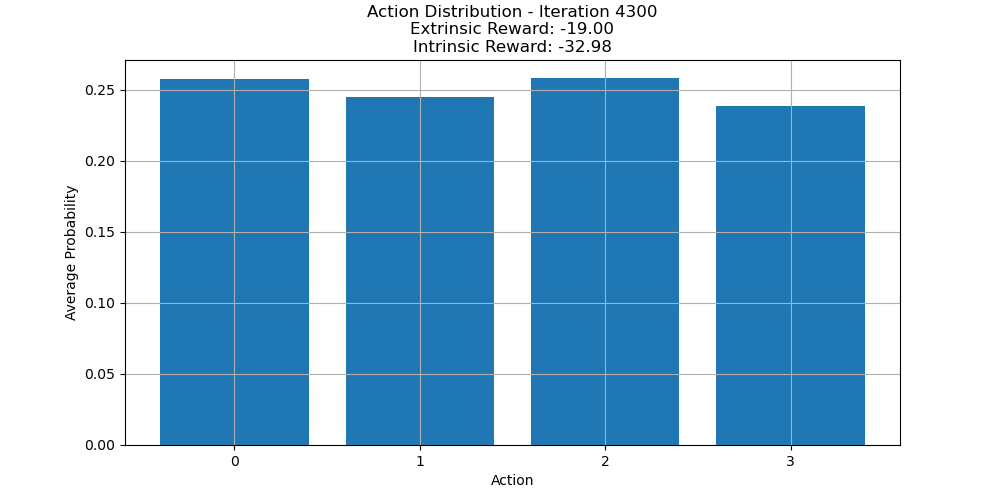 Action Distribution - Iteration 4300
Extrinsic Reward: -19.00
Intrinsic Reward: -32.98
Average Probability
0.25
0.20
0.15
0.10
0.05
0.00
0 1 2 3
Action